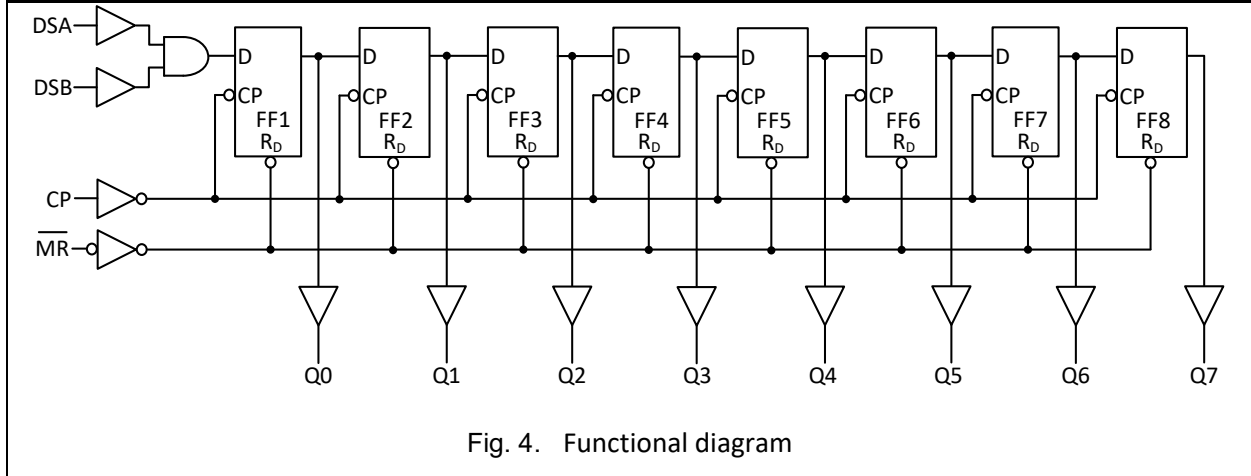 DSA
DSB
D D D D D D D D
CP CP CP CP CP CP CP CP
FF1 FF2 FF3 FF4 FF5 FF6 FF7 FF8
RD RD RD RD RD RD RD RD
CP
MR
Q0 Q1 Q2 Q3 Q4 Q5 Q6 Q7
Fig. 4. Functional diagram